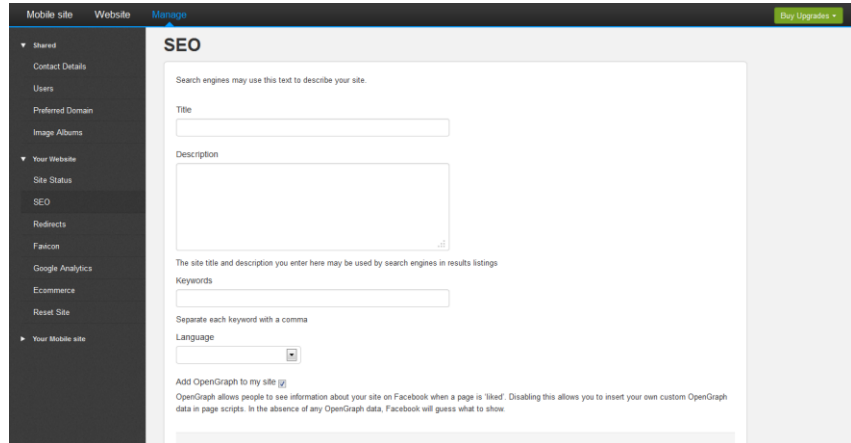 Mobile site Website Manage Buy Upgrades
Shared
Contact Details
Users
Preferred Domain
Image Albums
Your Website
Site Status
SEO
Redirects
Favicon
Google Analytics
Ecommerce
Reset Site
Your Mobile site
SEO
Search engines may use this text to describe your site.
Title
Description
The site title and description you enter here may be used by search engines in results listings
Keywords
Separate each keyword with a comma
Language
Add OpenGraph to my site
OpenGraph allows people to see information about your site on Facebook when a page is 'liked'. Disabling this allows you to insert your own custom OpenGraph
data in page scripts. In the absence of any OpenGraph data, Facebook will guess what to show.